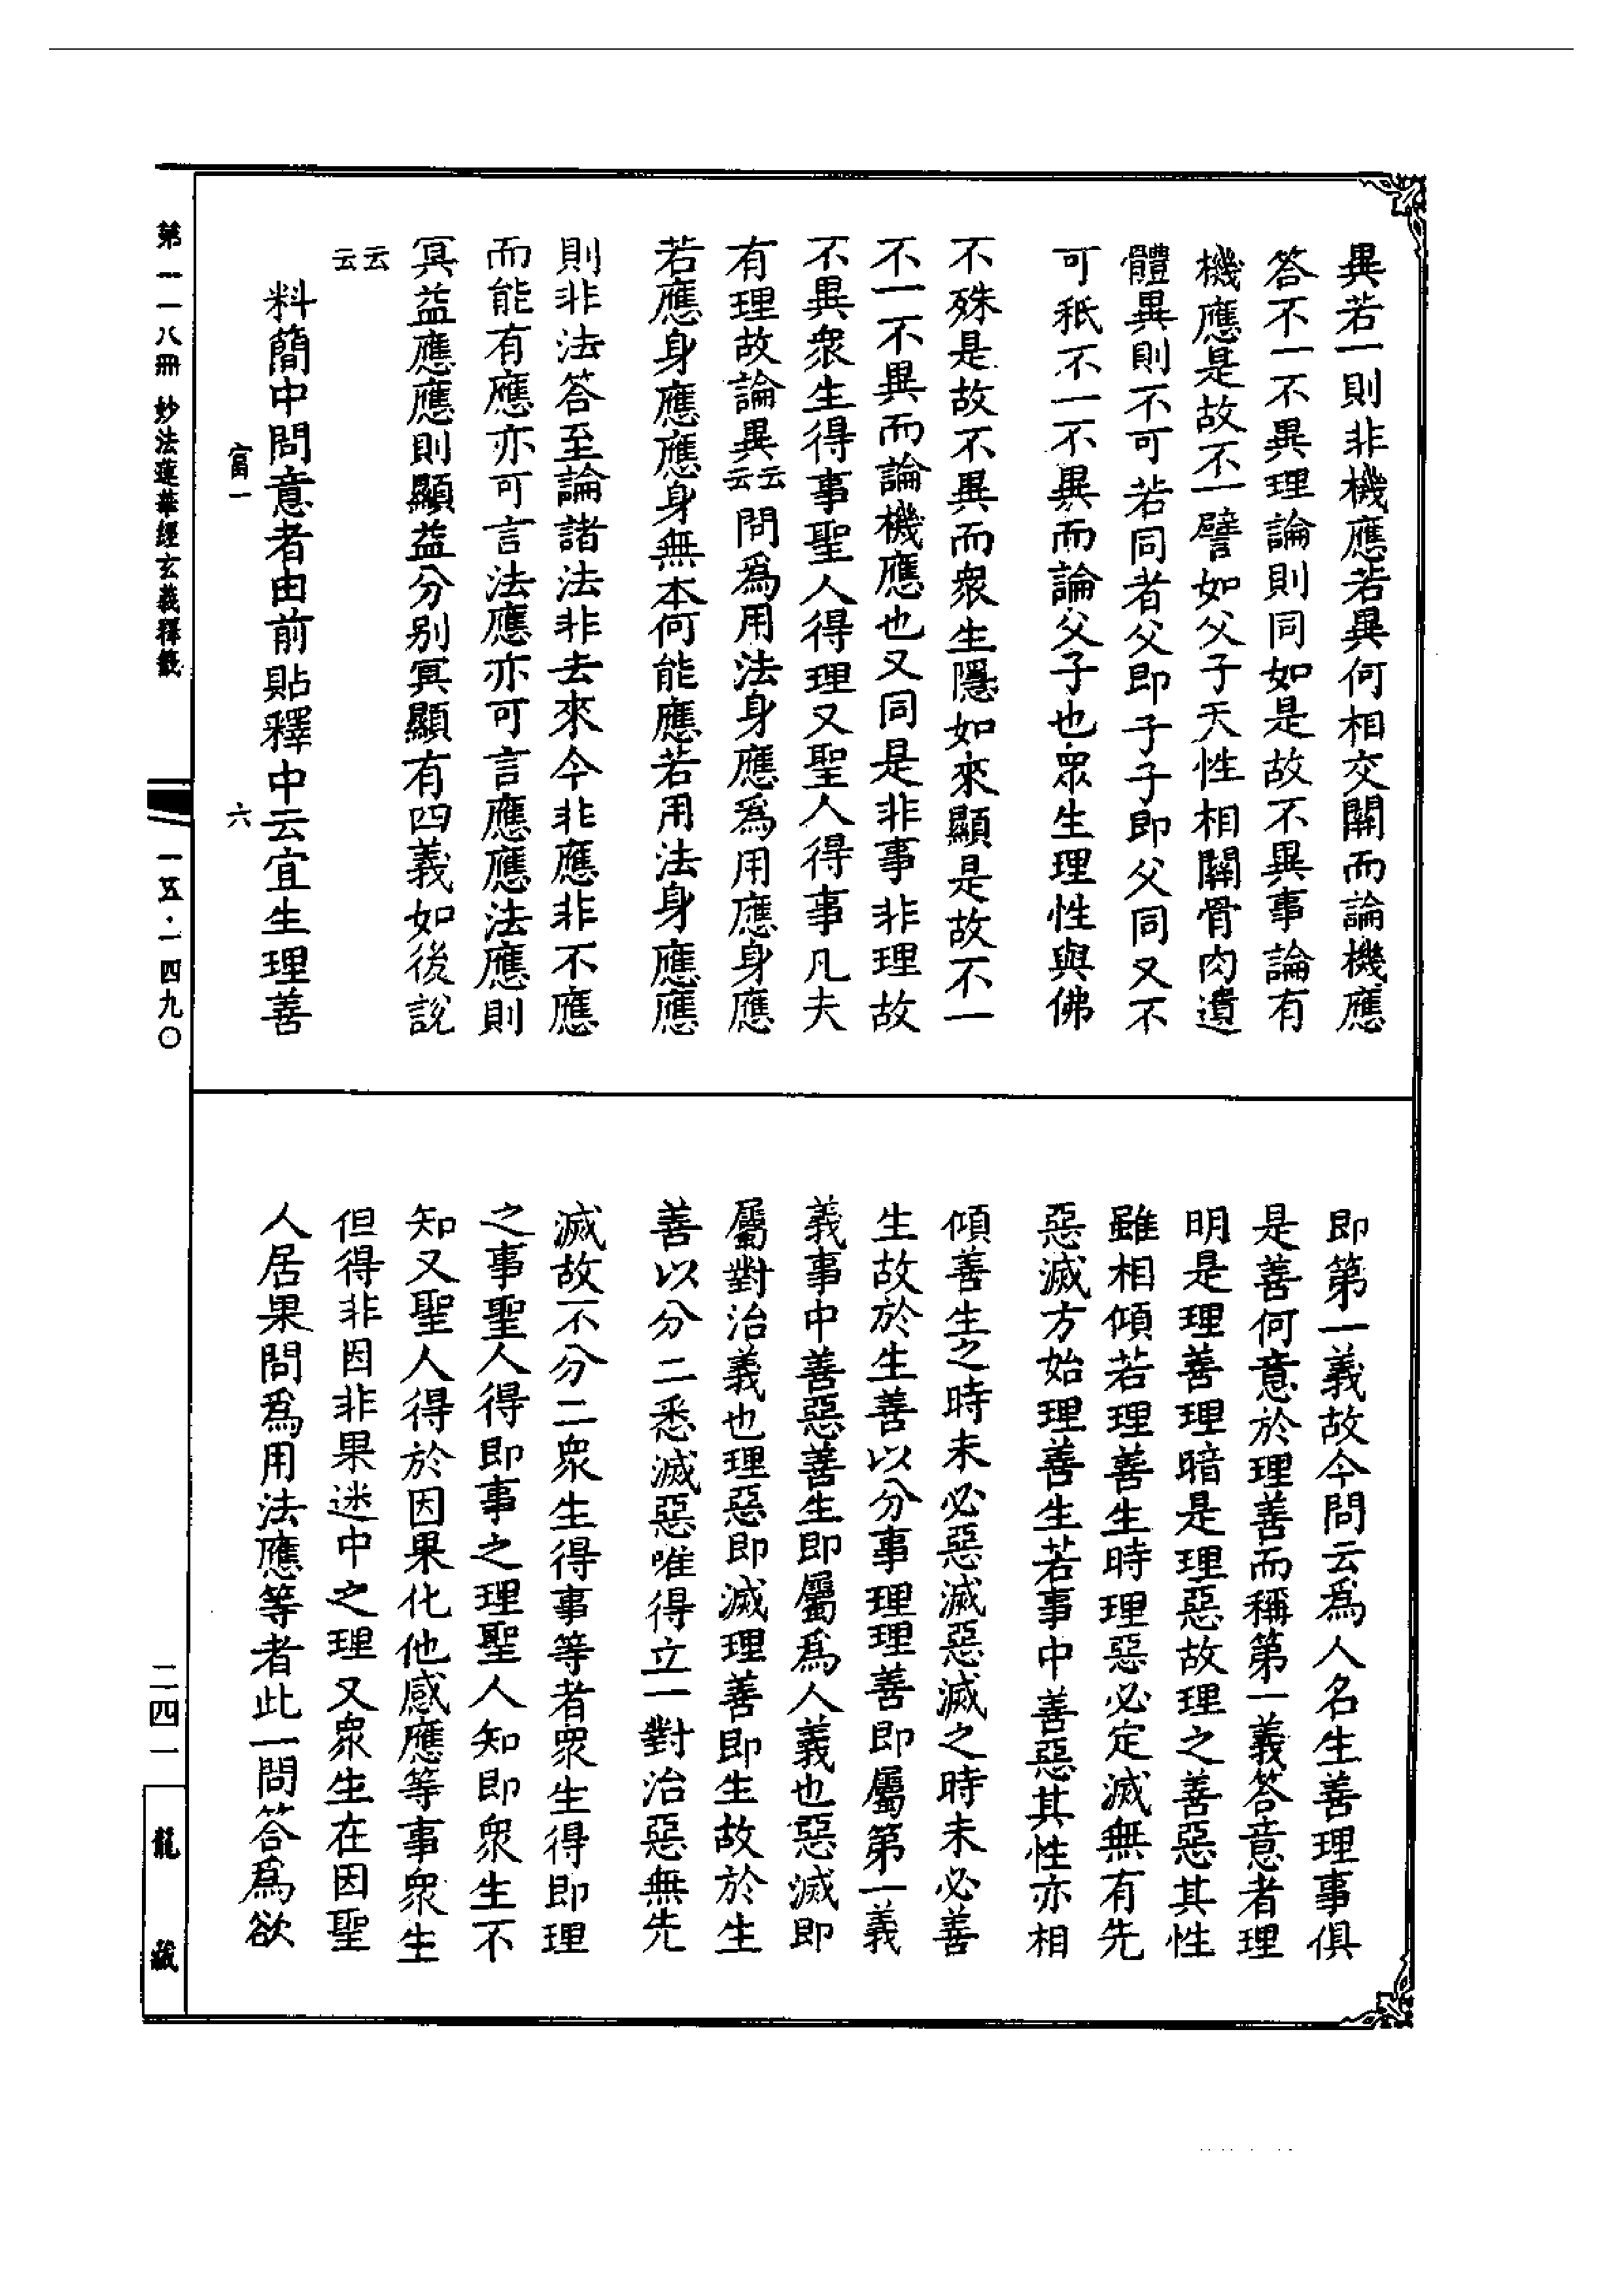 異若一則非機應若異何相交關而論機應
答不一不異理論則同如是故不異事論有
機應是故不一譬如父子天性相關骨肉遺
體異則不可若同者父即子子即父同又不
可秖不一不異而論父子也衆生理性與佛
不殊是故不異而衆生隱如來顯是故不一
不一不異而論機應也又同是非事非理故
不異衆生得事聖人得理又聖人得事凡夫
有理故論異云云問爲用法身應爲用應身應
若應身應應身無本何能應若用法身應應
則非法答至論諸法非去來今非應非不應
而能有應亦可言法應亦可言應應法應則
冥益應應則顯益分別冥顯有四義如後說
云云
料簡中問意者由前貼釋中云宜生理善
富一 六
即第一義故今問云爲人名生善理事俱
是善何意於理善而稱第一義答意者理
明是理善理暗是理惡故理之善惡其性
雖相傾若理善生時理惡必定滅無有先
惡滅方始理善生若事中善惡其性亦相
傾善生之時未必惡滅惡滅之時未必善
生故於生善以分事理理善即屬第一義
義事中善惡善生即屬爲人義也惡滅即
屬對治義也理惡即滅理善即生故於生
善以分二悉滅惡唯得立一對治惡無先
滅故不分二衆生得事等者衆生得即理
之事聖人得即事之理聖人知即衆生不
知又聖人得於因果化他感應等事衆生
但得非因非果迷中之理又衆生在因聖
人居果問爲用法應等者此一問答爲欲
第一一八冊 妙法蓮華經玄義釋籤
一五·一四九〇
二四一
龍藏